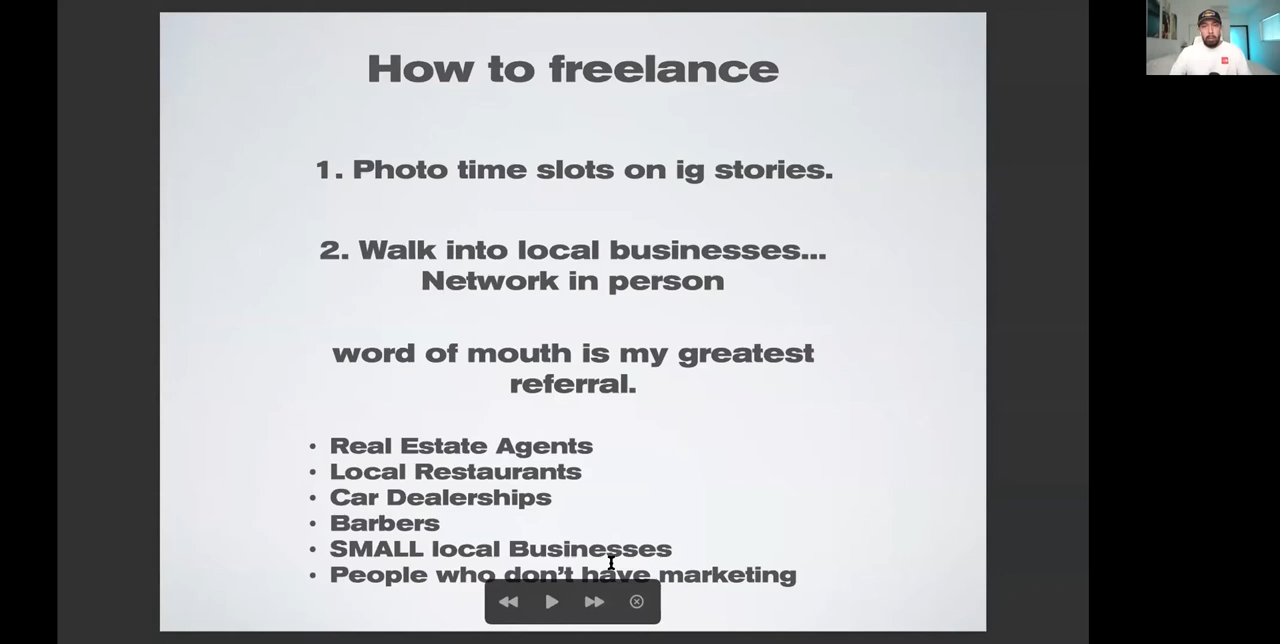 How to freelance
1. Photo time slots on ig stories.
2. Walk into local businesses...
Network in person
word of mouth is my greatest
referral.
• Real Estate Agents
• Local Restaurants
• Car Dealerships
• Barbers
• SMALL local Businesses
• People who don't have marketing